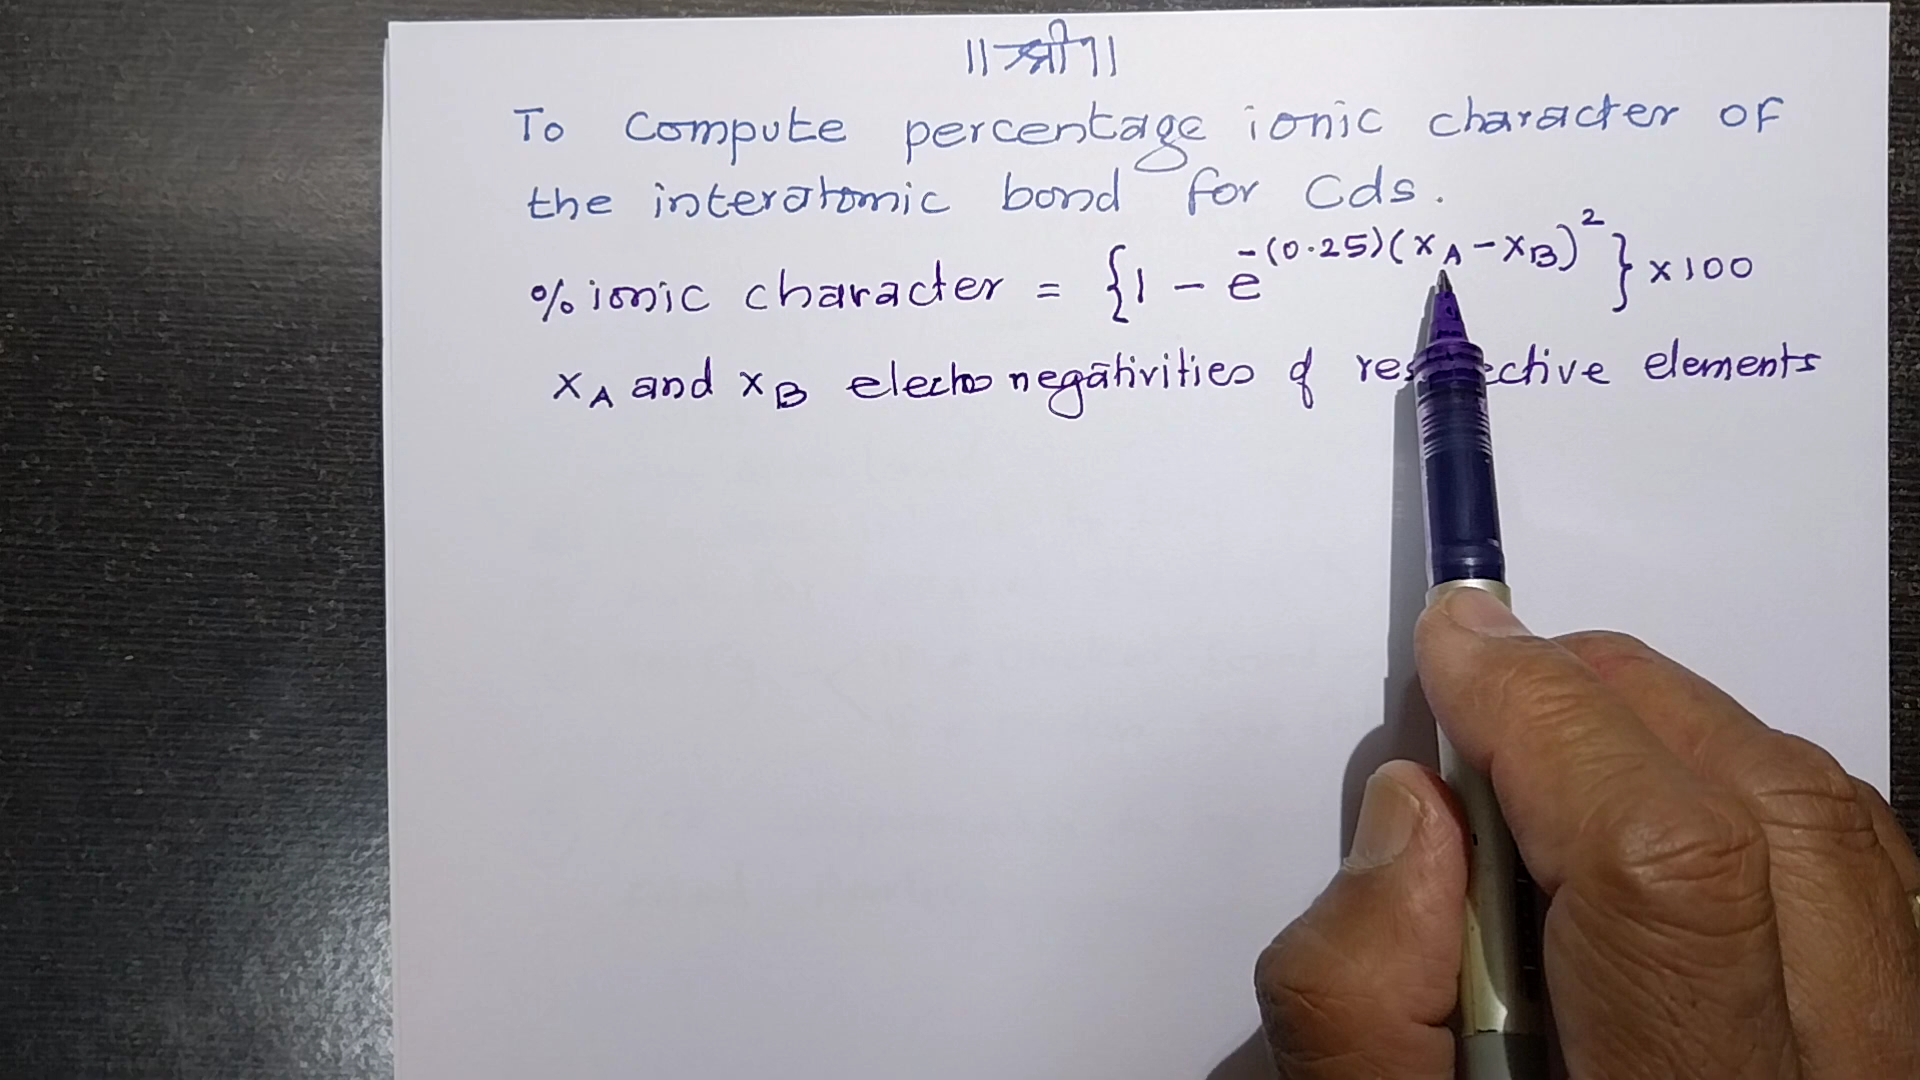 ॥श्री॥
To compute percentage ionic character of
the interatomic bond for Cds.
% ionic character = {1 - e^-(0.25)(xA-xB)^2} x 100
xA and xB electronegativities of elements